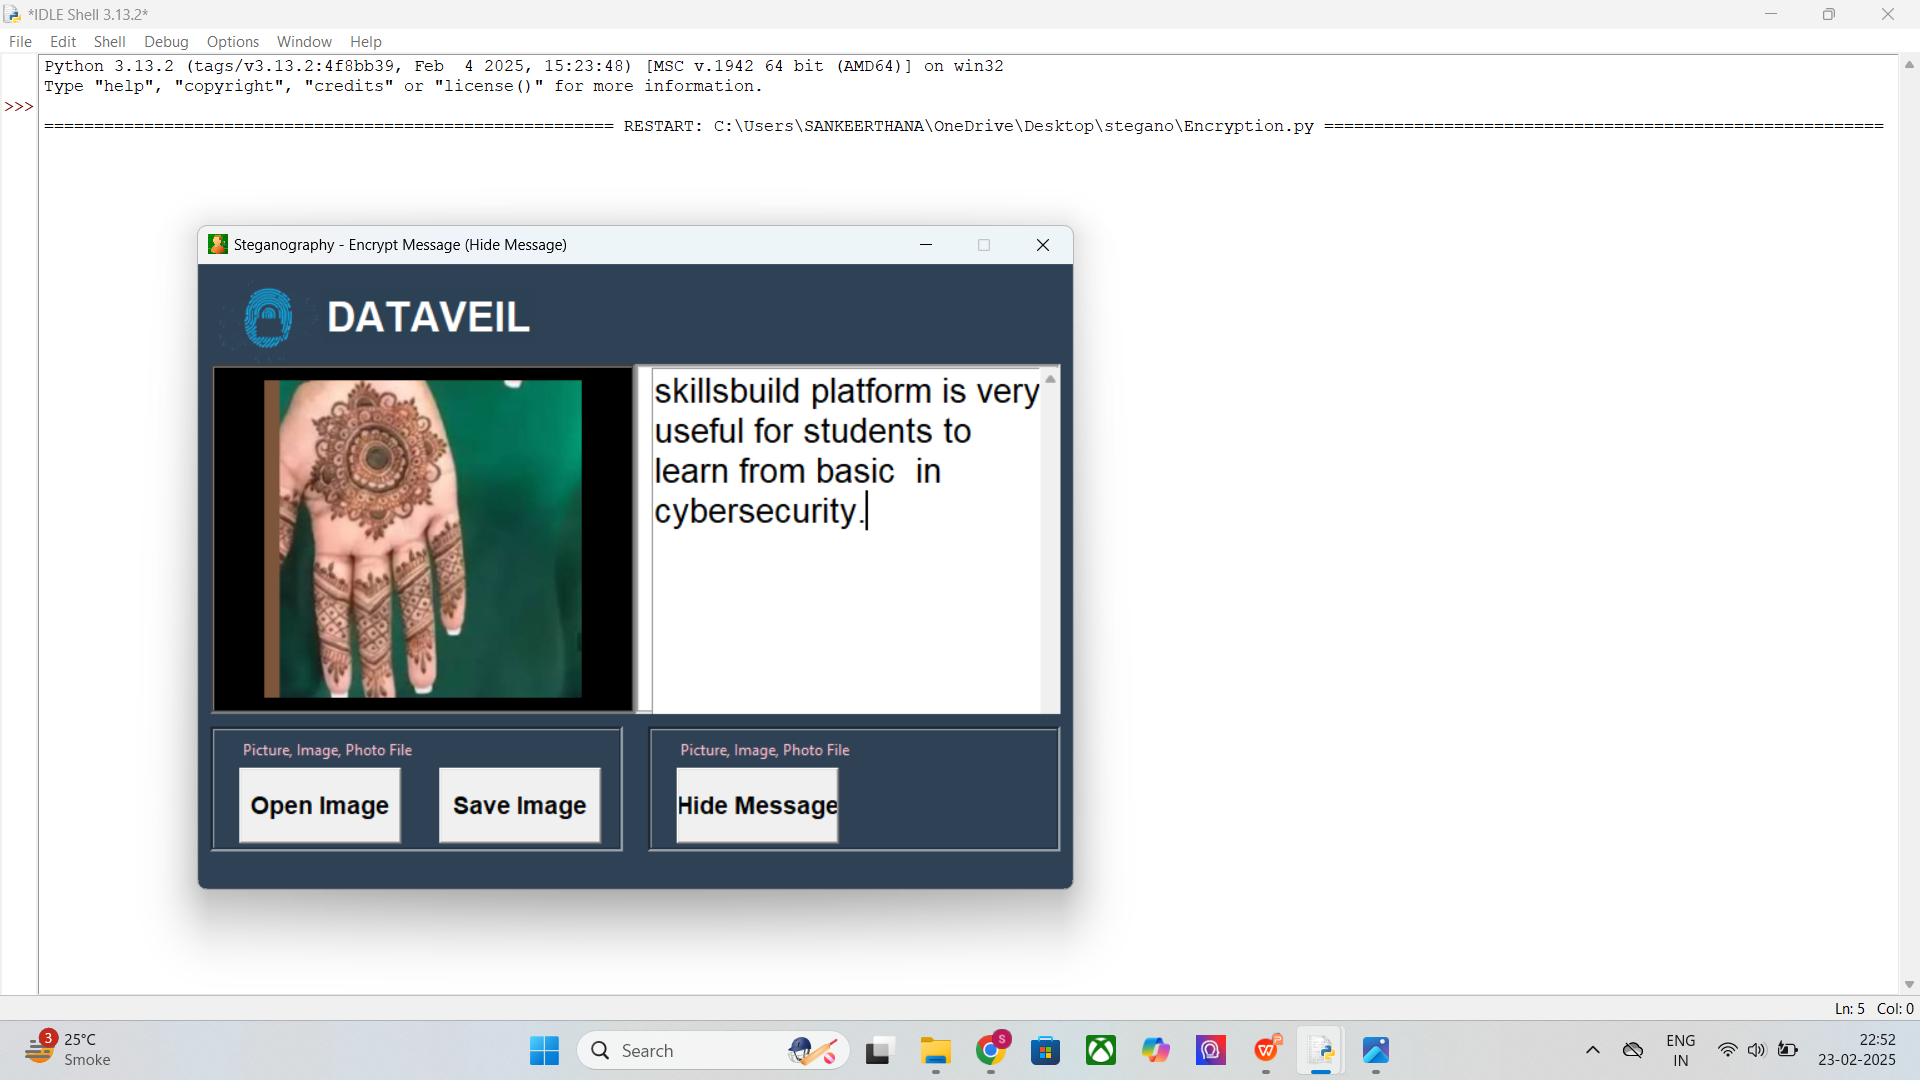 *IDLE Shell 3.13.2*
File Edit Shell Debug Options Window Help
Python 3.13.2 (tags/v3.13.2:4f8bb39, Feb  4 2025, 15:23:48) [MSC v.1942 64 bit (AMD64)] on win32
Type "help", "copyright", "credits" or "license()" for more information.
>>>
========================================================= RESTART: C:\Users\SANKEERTHANA\OneDrive\Desktop\stegano\Encryption.py ========================================================
Steganography - Encrypt Message (Hide Message)
DATAVEIL
skillsbuild platform is very
useful for students to
learn from basic  in
cybersecurity.
Picture, Image, Photo File
Open Image Save Image
Picture, Image, Photo File
Hide Message
Ln: 5 Col: 0
3
25°C
Smoke
Search
S
ENG
IN
22:52
23-02-2025